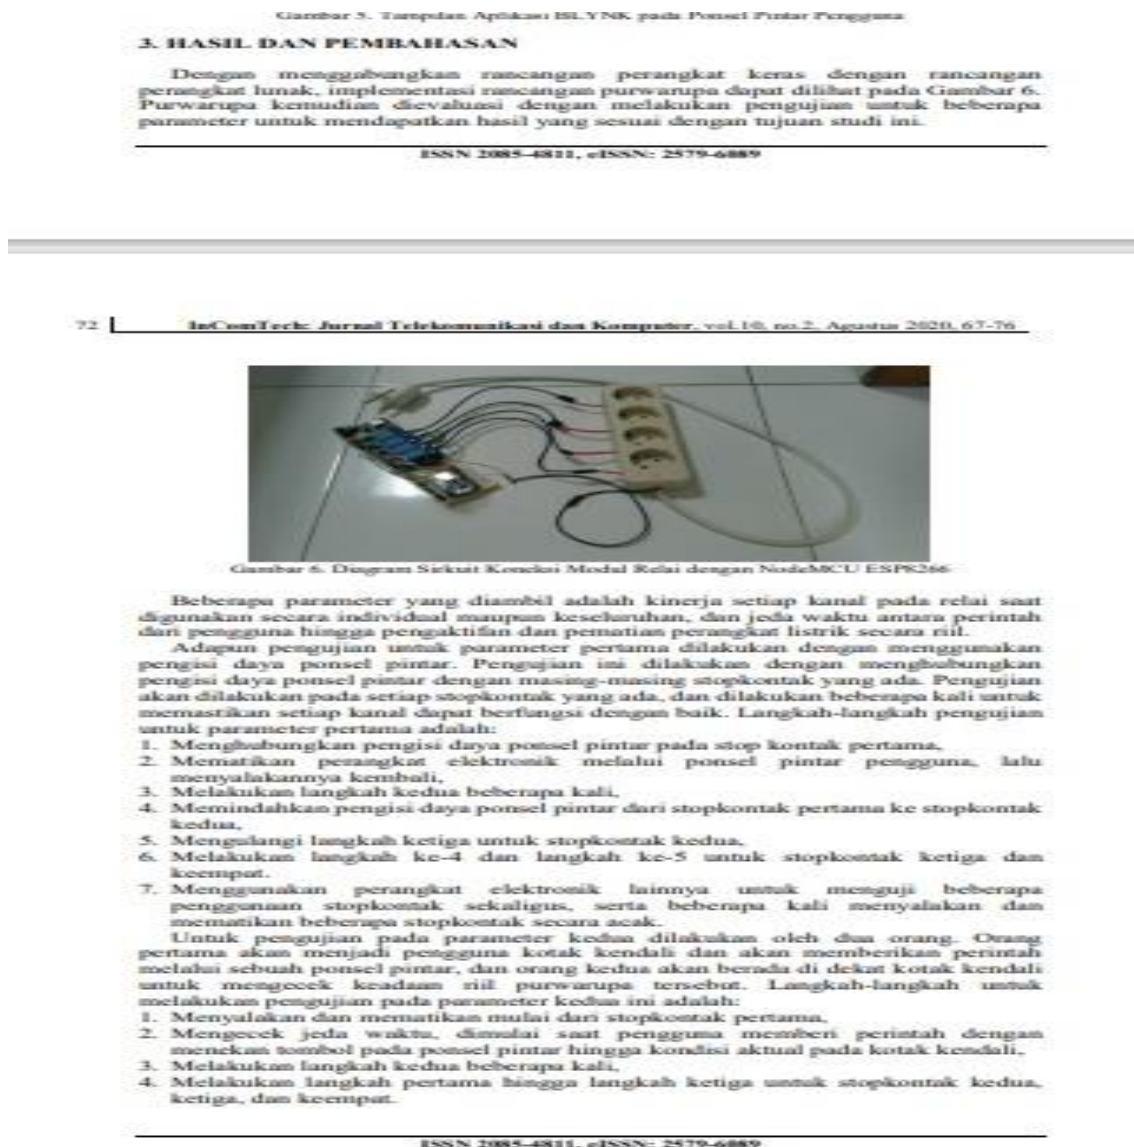 Gambar 5. Tampilan Aplikasi BLYNK pada Ponsel Pintar Pengguna
3. HASIL DAN PEMBAHASAN
Dengan menggabungkan rancangan perangkat keras dengan rancangan
perangkat lunak, implementasi rancangan purwarupa dapat dilihat pada Gambar 6.
Purwarupa kemudian dievaluasi dengan melakukan pengujian untuk beberapa
parameter untuk mendapatkan hasil yang sesuai dengan tujuan studi ini.
ISSN 2085-4811, eISSN: 2579-6089
72
InComTech: Jurnal Telekomunikasi dan Komputer, vol.10, no.2, Agustus 2020, 67-76
Gambar 6. Diagram Sirkuit Koneksi Modul Relai dengan NodeMCU ESP8266
Beberapa parameter yang diambil adalah kinerja setiap kanal pada relai saat
digunakan secara individual maupun keseluruhan, dan jeda waktu antara perintah
dari pengguna hingga pengaktifan dan pematian perangkat listrik secara riil.
Adapun pengujian untuk parameter pertama dilakukan dengan menggunakan
pengisi daya ponsel pintar. Pengujian ini dilakukan dengan menghubungkan
pengisi daya ponsel pintar dengan masing-masing stopkontak yang ada. Pengujian
akan dilakukan pada setiap stopkontak yang ada, dan dilakukan beberapa kali untuk
memastikan setiap kanal dapat berfungsi dengan baik. Langkah-langkah pengujian
untuk parameter pertama adalah:
1. Menghubungkan pengisi daya ponsel pintar pada stop kontak pertama,
2. Mematikan perangkat elektronik melalui ponsel pintar pengguna, lalu
menyalakannya kembali,
3. Melakukan langkah kedua beberapa kali,
4. Memindahkan pengisi daya ponsel pintar dari stopkontak pertama ke stopkontak
kedua,
5. Mengulangi langkah ketiga untuk stopkontak kedua,
6. Melakukan langkah ke-4 dan langkah ke-5 untuk stopkontak ketiga dan
keempat.
7. Menggunakan perangkat elektronik lainnya untuk menguji beberapa
penggunaan stopkontak sekaligus, serta beberapa kali menyalakan dan
mematikan beberapa stopkontak secara acak.
Untuk pengujian pada parameter kedua dilakukan oleh dua orang. Orang
pertama akan menjadi pengguna kotak kendali dan akan memberikan perintah
melalui sebuah ponsel pintar, dan orang kedua akan berada di dekat kotak kendali
untuk mengecek keadaan riil purwarupa tersebut. Langkah-langkah untuk
melakukan pengujian pada parameter kedua ini adalah:
1. Menyalakan dan mematikan mulai dari stopkontak pertama,
2. Mengecek jeda waktu, dimulai saat pengguna memberi perintah dengan
menekan tombol pada ponsel pintar hingga kondisi aktual pada kotak kendali,
3. Melakukan langkah kedua beberapa kali,
4. Melakukan langkah pertama hingga langkah ketiga untuk stopkontak kedua,
ketiga, dan keempat.
ISSN 2085-4811, eISSN: 2579-6089